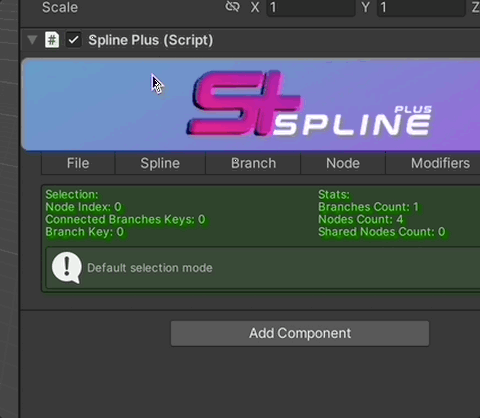 Scale X 1 Y 1 Z
# Spline Plus (Script)
S+ SPLINE PLUS
File Spline Branch Node Modifiers
Selection: Stats:
Node Index: 0 Branches Count: 1
Connected Branches Keys: 0 Nodes Count: 4
Branch Key: 0 Shared Nodes Count: 0
! Default selection mode
Add Component